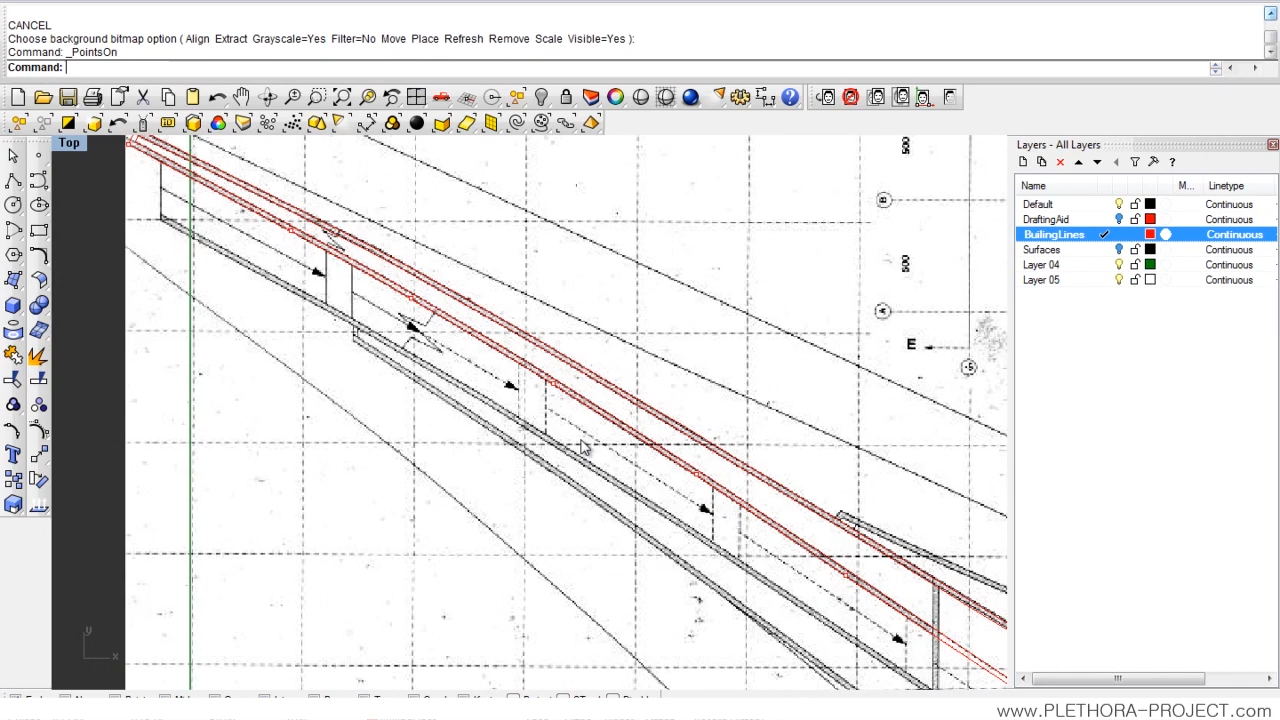 CANCEL
Choose background bitmap option ( Align Extract Grayscale=Yes Filter=No Move Place Refresh Remove Scale Visible=Yes ):
Command: _PointsOn
Command:
Top
Layers - All Layers
Name M... Linetype
Default Continuous
DraftingAid Continuous
BuilingLines Continuous
Surfaces Continuous
Layer 04 Continuous
Layer 05 Continuous
500
B
500
A
E
-5
y
x
www.PLETHORA-PROJECT.com